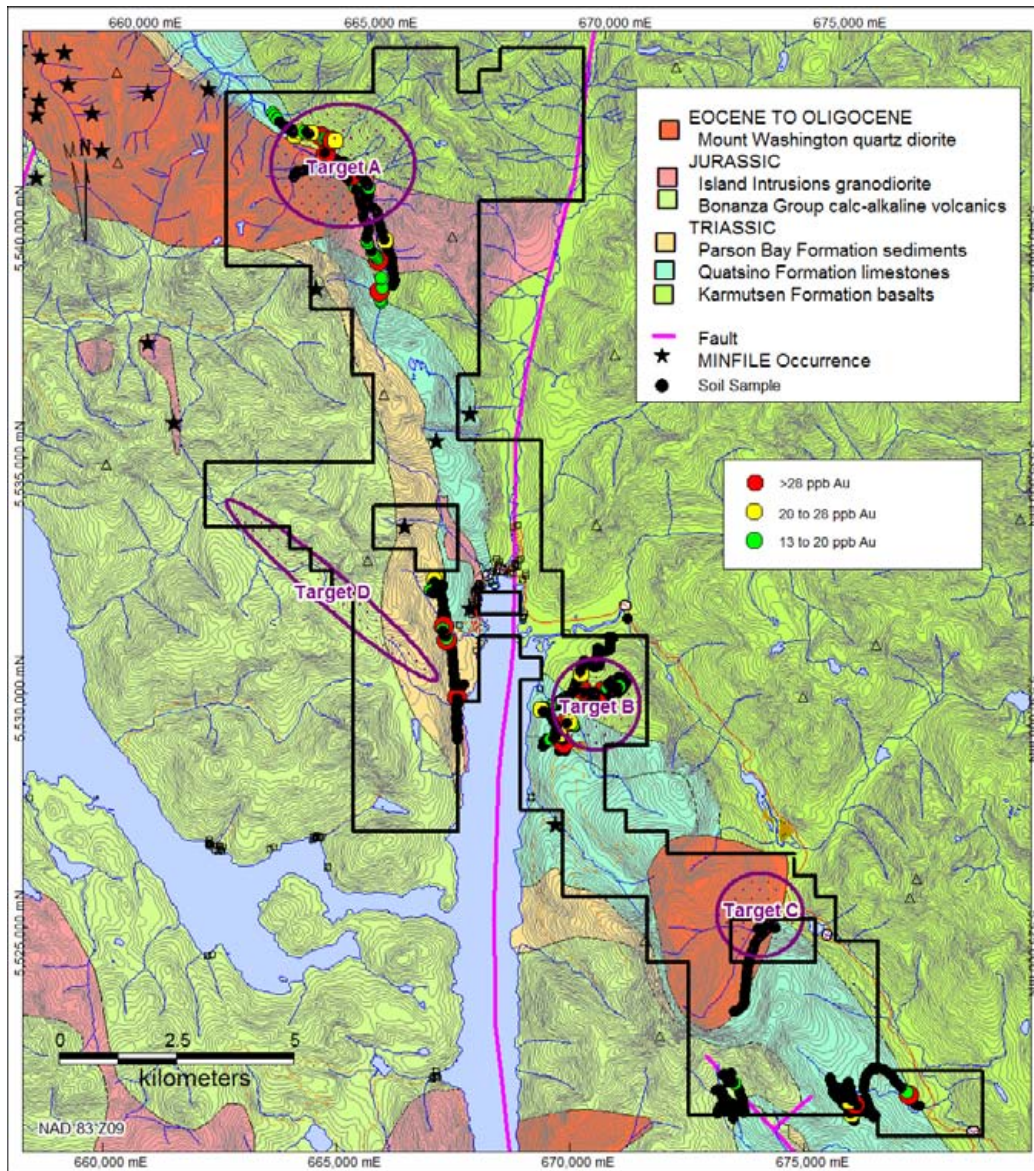 660,000 mE 665,000 mE 670,000 mE 675,000 mE
EOCENE TO OLIGOCENE
Mount Washington quartz diorite
JURASSIC
Island Intrusions granodiorite
Bonanza Group calc-alkaline volcanics
TRIASSIC
Parson Bay Formation sediments
Quatsino Formation limestones
Karmutsen Formation basalts
Fault
MINFILE Occurrence
Soil Sample
M N
Target A
5,540,000 mN
5,535,000 mN
>28 ppb Au
20 to 28 ppb Au
13 to 20 ppb Au
Target D
Target B
5,530,000 mN
Target C
5,525,000 mN
0 2.5 5
kilometers
NAD 83 Z09
660,000 mE 665,000 mE 670,000 mE 675,000 mE